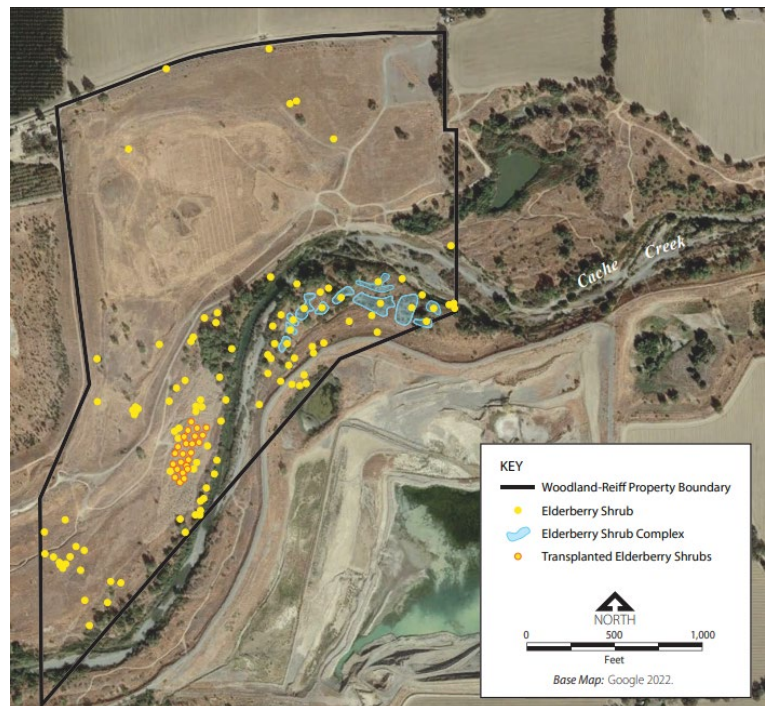 Cache Creek
KEY
Woodland-Reiff Property Boundary
Elderberry Shrub
Elderberry Shrub Complex
Transplanted Elderberry Shrubs
NORTH
0 500 1,000
Feet
Base Map: Google 2022.